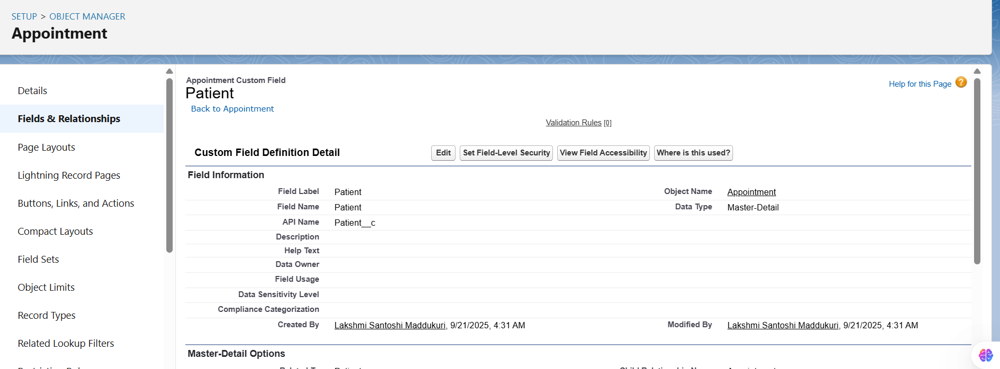 SETUP > OBJECT MANAGER
Appointment
Details
Fields & Relationships
Page Layouts
Lightning Record Pages
Buttons, Links, and Actions
Compact Layouts
Field Sets
Object Limits
Record Types
Related Lookup Filters
Appointment Custom Field
Patient
Back to Appointment
Help for this Page ?
Validation Rules [0]
Custom Field Definition Detail Edit Set Field-Level Security View Field Accessibility Where is this used?
Field Information
Field Label Patient Object Name Appointment
Field Name Patient Data Type Master-Detail
API Name Patient__c
Description
Help Text
Data Owner
Field Usage
Data Sensitivity Level
Compliance Categorization
Created By Lakshmi Santoshi Maddukuri, 9/21/2025, 4:31 AM Modified By Lakshmi Santoshi Maddukuri, 9/21/2025, 4:31 AM
Master-Detail Options